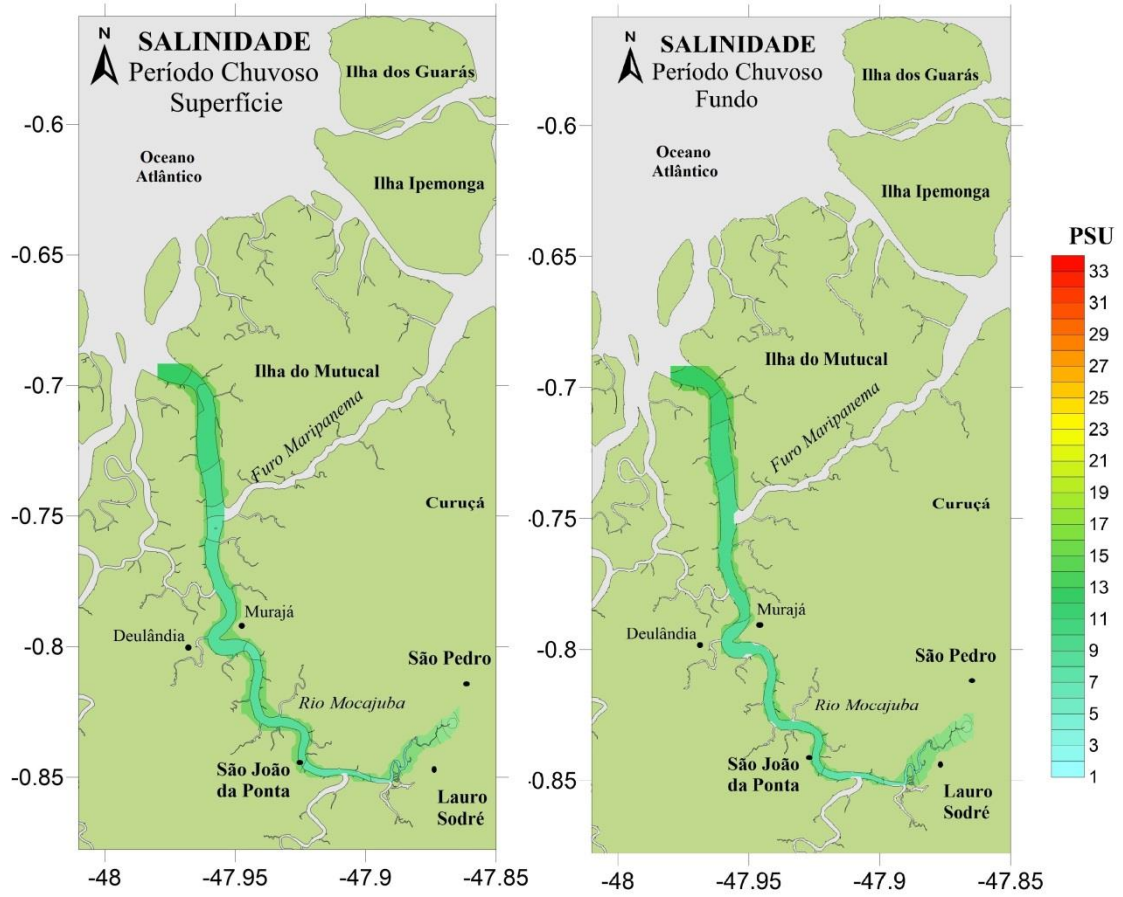 N
SALINIDADE
Período Chuvoso
Superfície
Ilha dos Guarás
Oceano
Atlântico
Ilha Ipemonga
Ilha do Mutucal
Furo Maripanema
Curuçá
Murajá
Deulândia
São Pedro
Rio Mocajuba
São João
da Ponta
Lauro
Sodré
-0.6
-0.65
-0.7
-0.75
-0.8
-0.85
-48
-47.95
-47.9
-47.85
N
SALINIDADE
Período Chuvoso
Fundo
Ilha dos Guarás
Oceano
Atlântico
Ilha Ipemonga
Ilha do Mutucal
Furo Maripanema
Curuçá
Murajá
Deulândia
São Pedro
Rio Mocajuba
São João
da Ponta
Lauro
Sodré
-0.6
-0.65
-0.7
-0.75
-0.8
-0.85
-48
-47.95
-47.9
-47.85
PSU
33
31
29
27
25
23
21
19
17
15
13
11
9
7
5
3
1